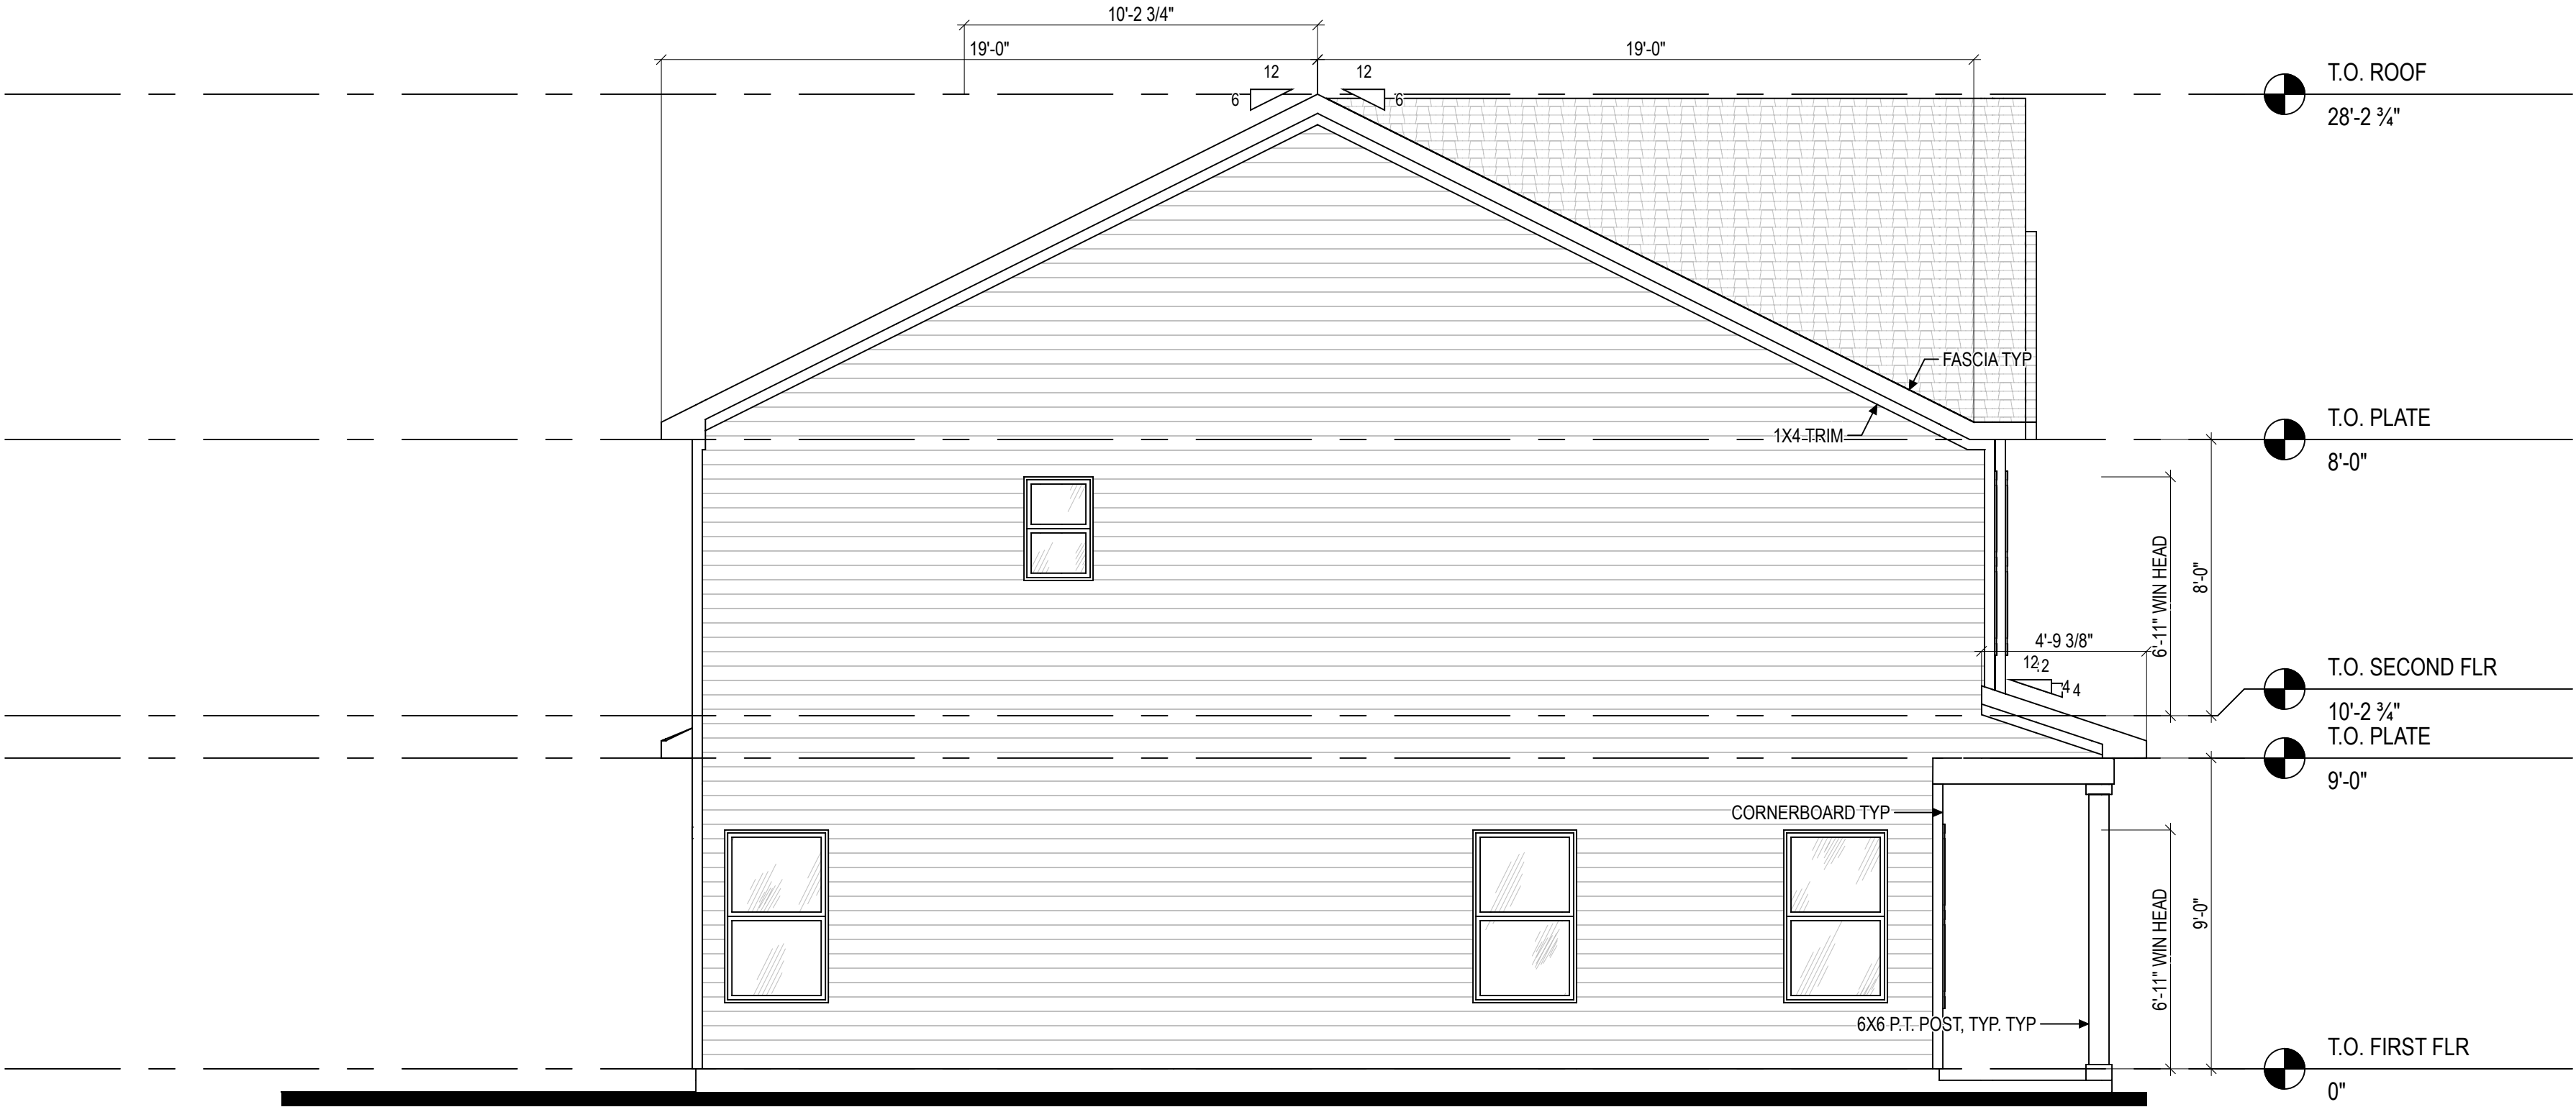 10'-2 3/4"
19'-0"
19'-0"
12
12
6
6
T.O. ROOF
28'-2 ¾"
FASCIA TYP
1X4 TRIM
T.O. PLATE
8'-0"
6'-11" WIN HEAD
8'-0"
4'-9 3/8"
12
4
4
T.O. SECOND FLR
10'-2 ¾"
T.O. PLATE
9'-0"
CORNERBOARD TYP
6'-11" WIN HEAD
9'-0"
6X6 P.T. POST, TYP. TYP
T.O. FIRST FLR
0"